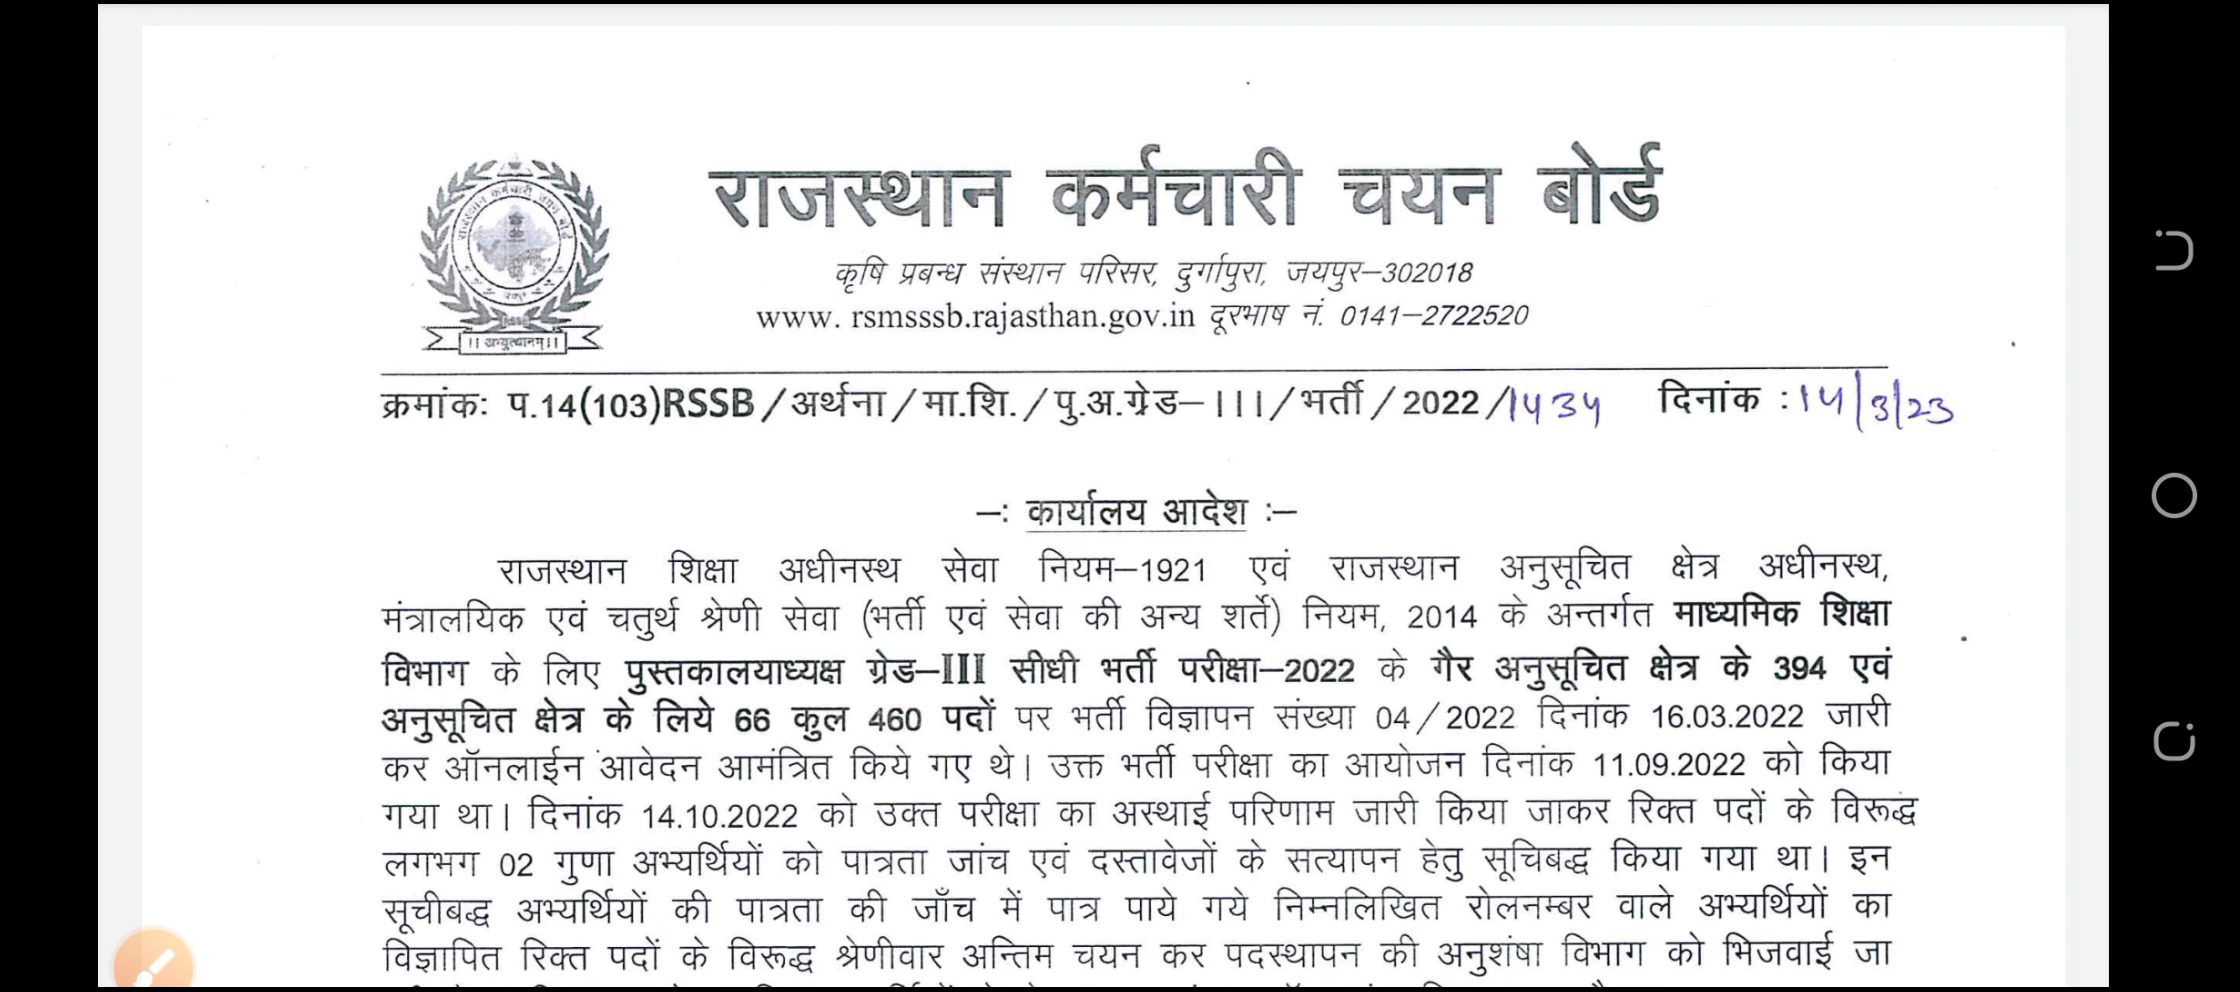 राजस्थान कर्मचारी चयन बोर्ड
कृषि प्रबन्ध संस्थान परिसर, दुर्गापुरा, जयपुर–302018
www. rsmsssb.rajasthan.gov.in दूरभाष नं. 0141–2722520
।। अभ्युत्थानम् ।।
क्रमांकः प.14(103)RSSB/अर्थना/मा.शि./पु.अ.ग्रेड–।।।/भर्ती/2022/1434 दिनांक : 14/3/23
–: कार्यालय आदेश :–
राजस्थान शिक्षा अधीनस्थ सेवा नियम–1921 एवं राजस्थान अनुसूचित क्षेत्र अधीनस्थ,
मंत्रालयिक एवं चतुर्थ श्रेणी सेवा (भर्ती एवं सेवा की अन्य शर्ते) नियम, 2014 के अन्तर्गत माध्यमिक शिक्षा
विभाग के लिए पुस्तकालयाध्यक्ष ग्रेड–III सीधी भर्ती परीक्षा–2022 के गैर अनुसूचित क्षेत्र के 394 एवं
अनुसूचित क्षेत्र के लिये 66 कुल 460 पदों पर भर्ती विज्ञापन संख्या 04/2022 दिनांक 16.03.2022 जारी
कर ऑनलाईन आवेदन आमंत्रित किये गए थे। उक्त भर्ती परीक्षा का आयोजन दिनांक 11.09.2022 को किया
गया था। दिनांक 14.10.2022 को उक्त परीक्षा का अस्थाई परिणाम जारी किया जाकर रिक्त पदों के विरूद्ध
लगभग 02 गुणा अभ्यर्थियों को पात्रता जांच एवं दस्तावेजों के सत्यापन हेतु सूचिबद्ध किया गया था। इन
सूचीबद्ध अभ्यर्थियों की पात्रता की जाँच में पात्र पाये गये निम्नलिखित रोलनम्बर वाले अभ्यर्थियों का
विज्ञापित रिक्त पदों के विरूद्ध श्रेणीवार अन्तिम चयन कर पदस्थापन की अनुशंषा विभाग को भिजवाई जा